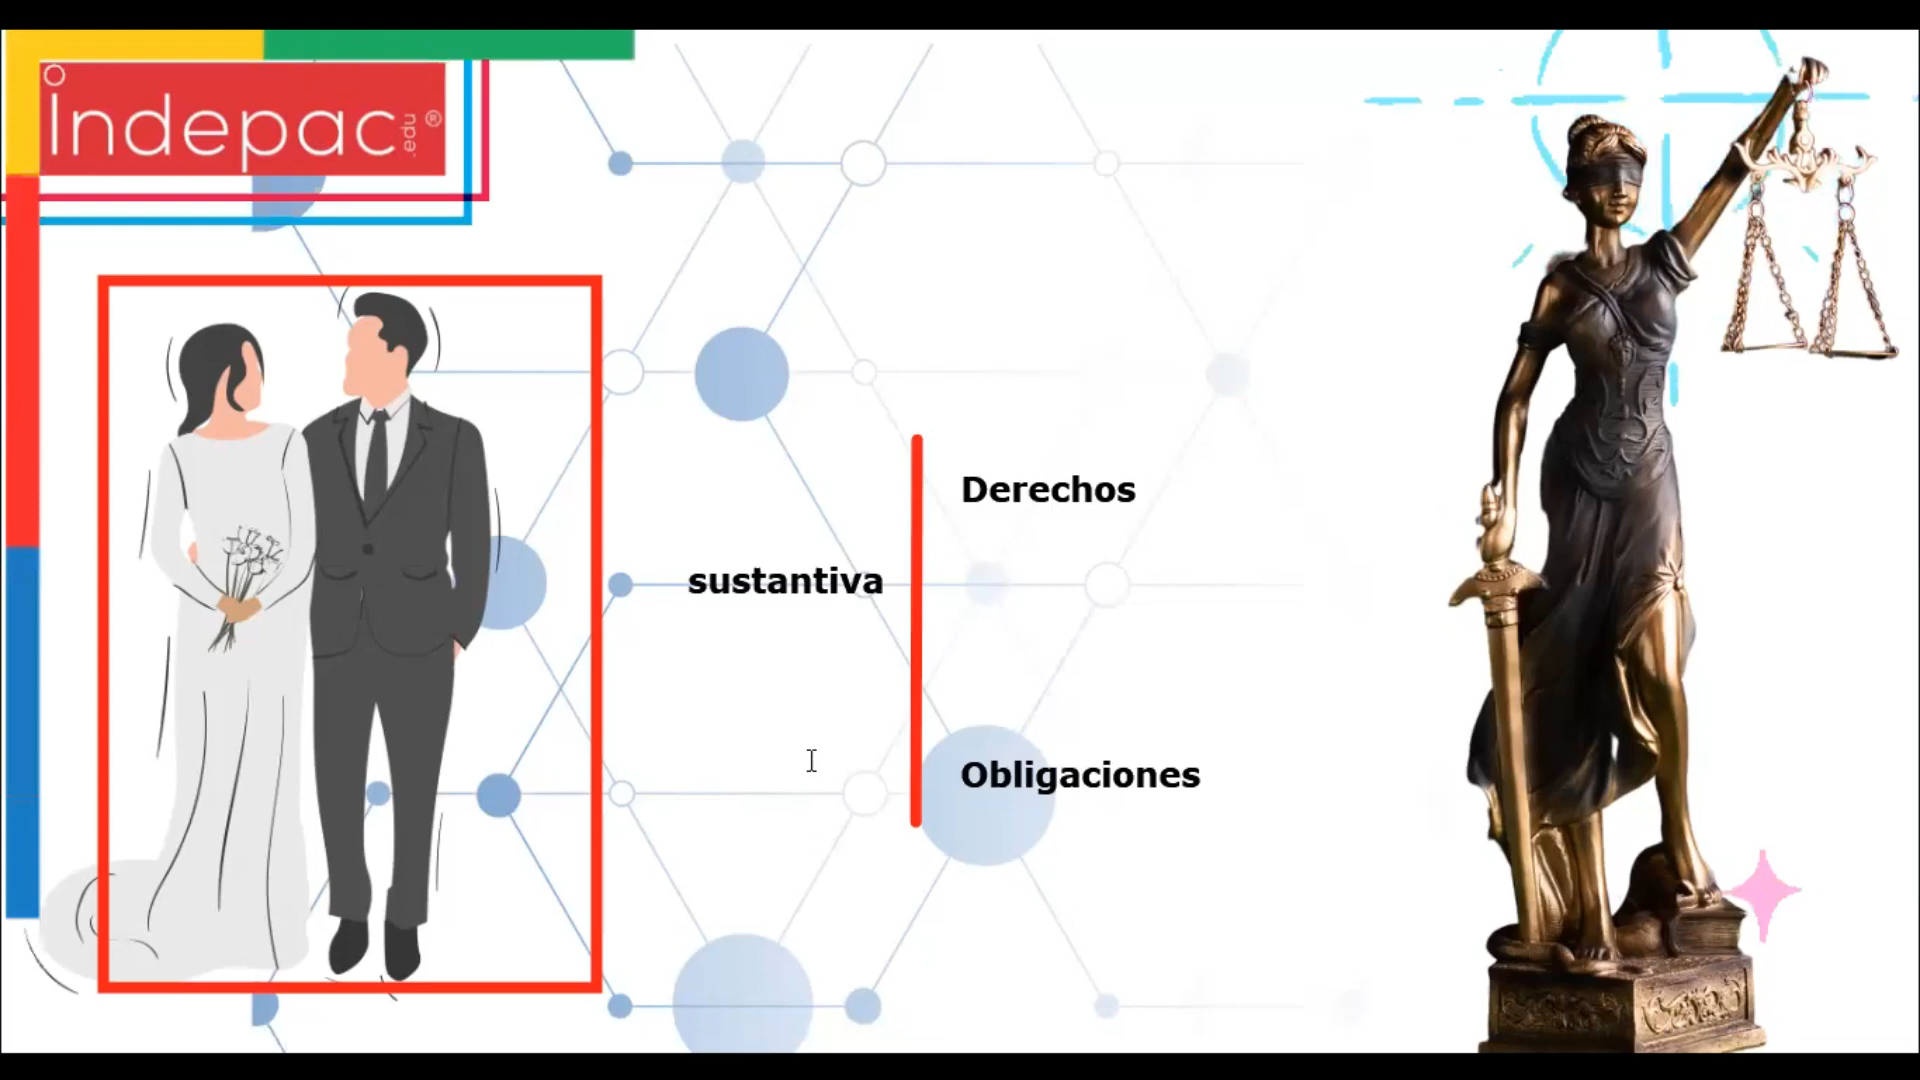 indepac
.edu
®
Derechos
sustantiva
Obligaciones